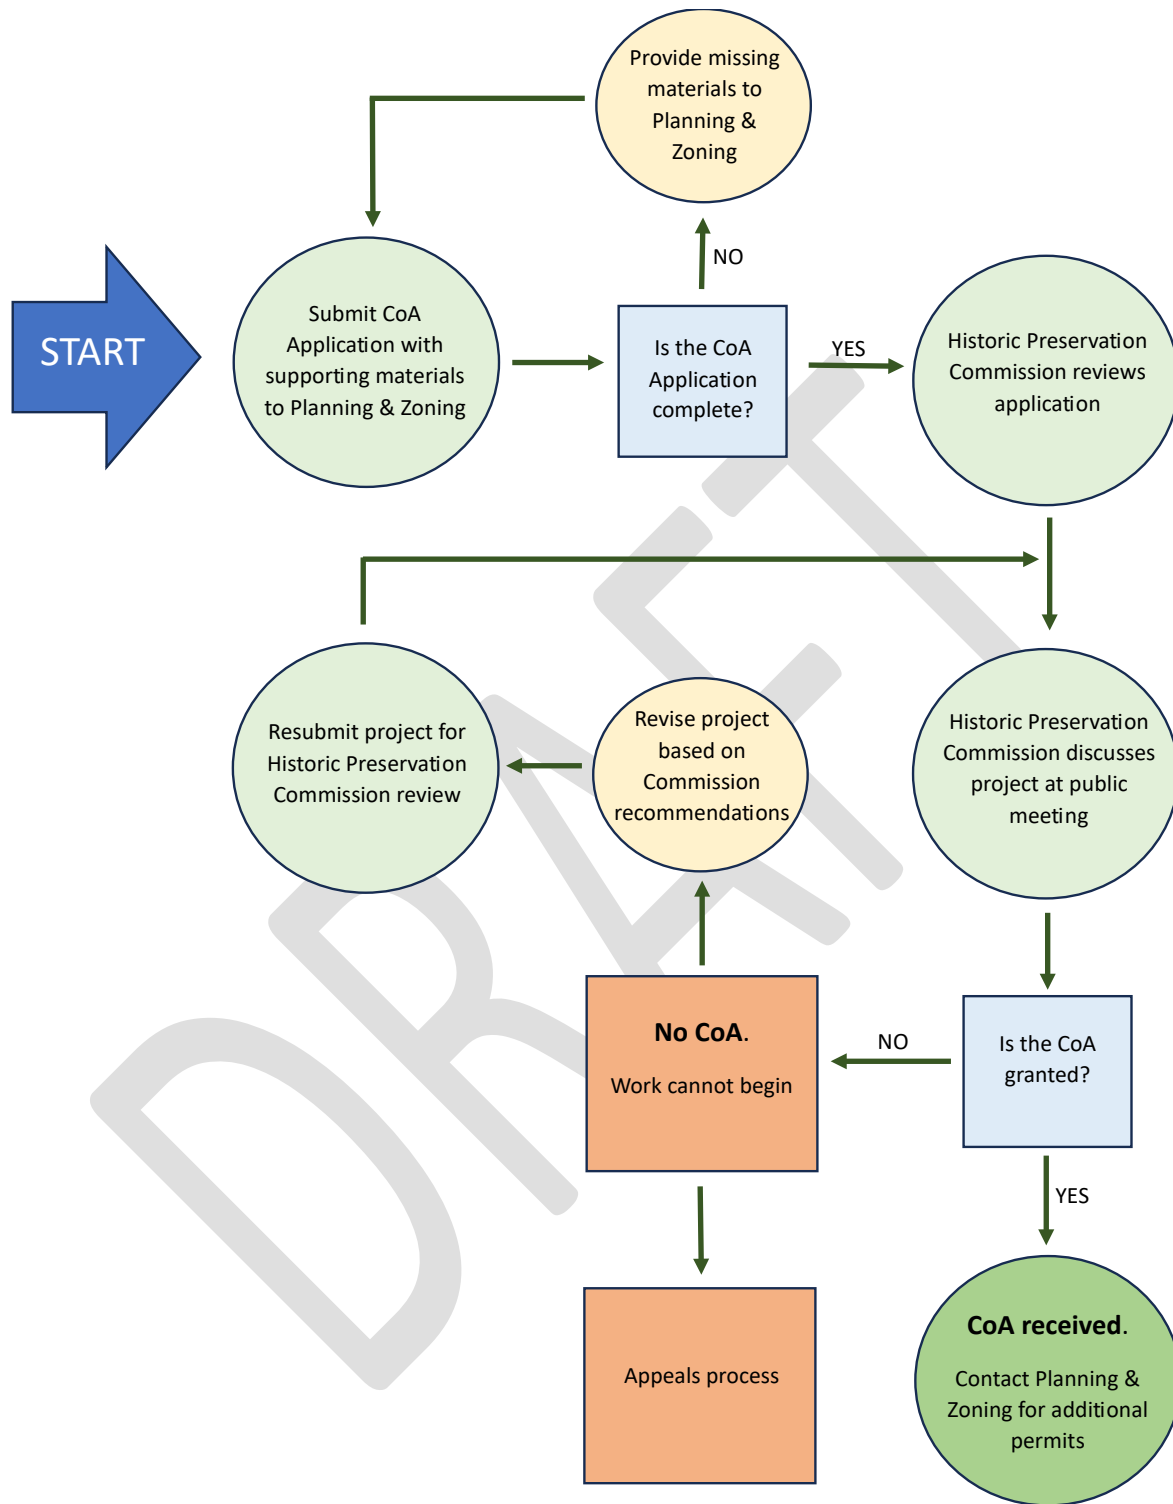 Provide missing
materials to
Planning &
Zoning
NO
START
Submit CoA
Application with
supporting materials
to Planning & Zoning
Is the CoA
Application
complete?
YES
Historic Preservation
Commission reviews
application
Resubmit project for
Historic Preservation
Commission review
Revise project
based on
Commission
recommendations
Historic Preservation
Commission discusses
project at public
meeting
No CoA.
Work cannot begin
NO
Is the CoA
granted?
YES
Appeals process
CoA received.
Contact Planning &
Zoning for additional
permits
DRAFT